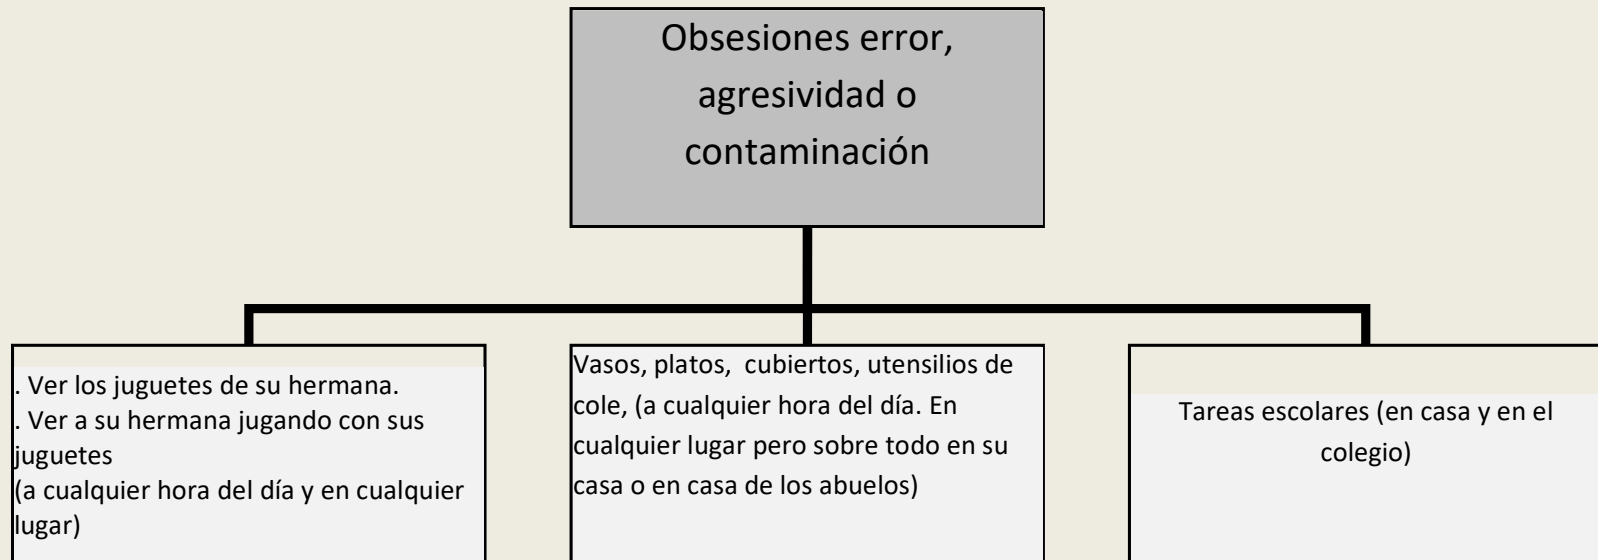 Obsesiones error,
agresividad o
contaminación
. Ver los juguetes de su hermana.
. Ver a su hermana jugando con sus
juguetes
(a cualquier hora del día y en cualquier
lugar)
Vasos, platos, cubiertos, utensilios de
cole, (a cualquier hora del día. En
cualquier lugar pero sobre todo en su
casa o en casa de los abuelos)
Tareas escolares (en casa y en el
colegio)